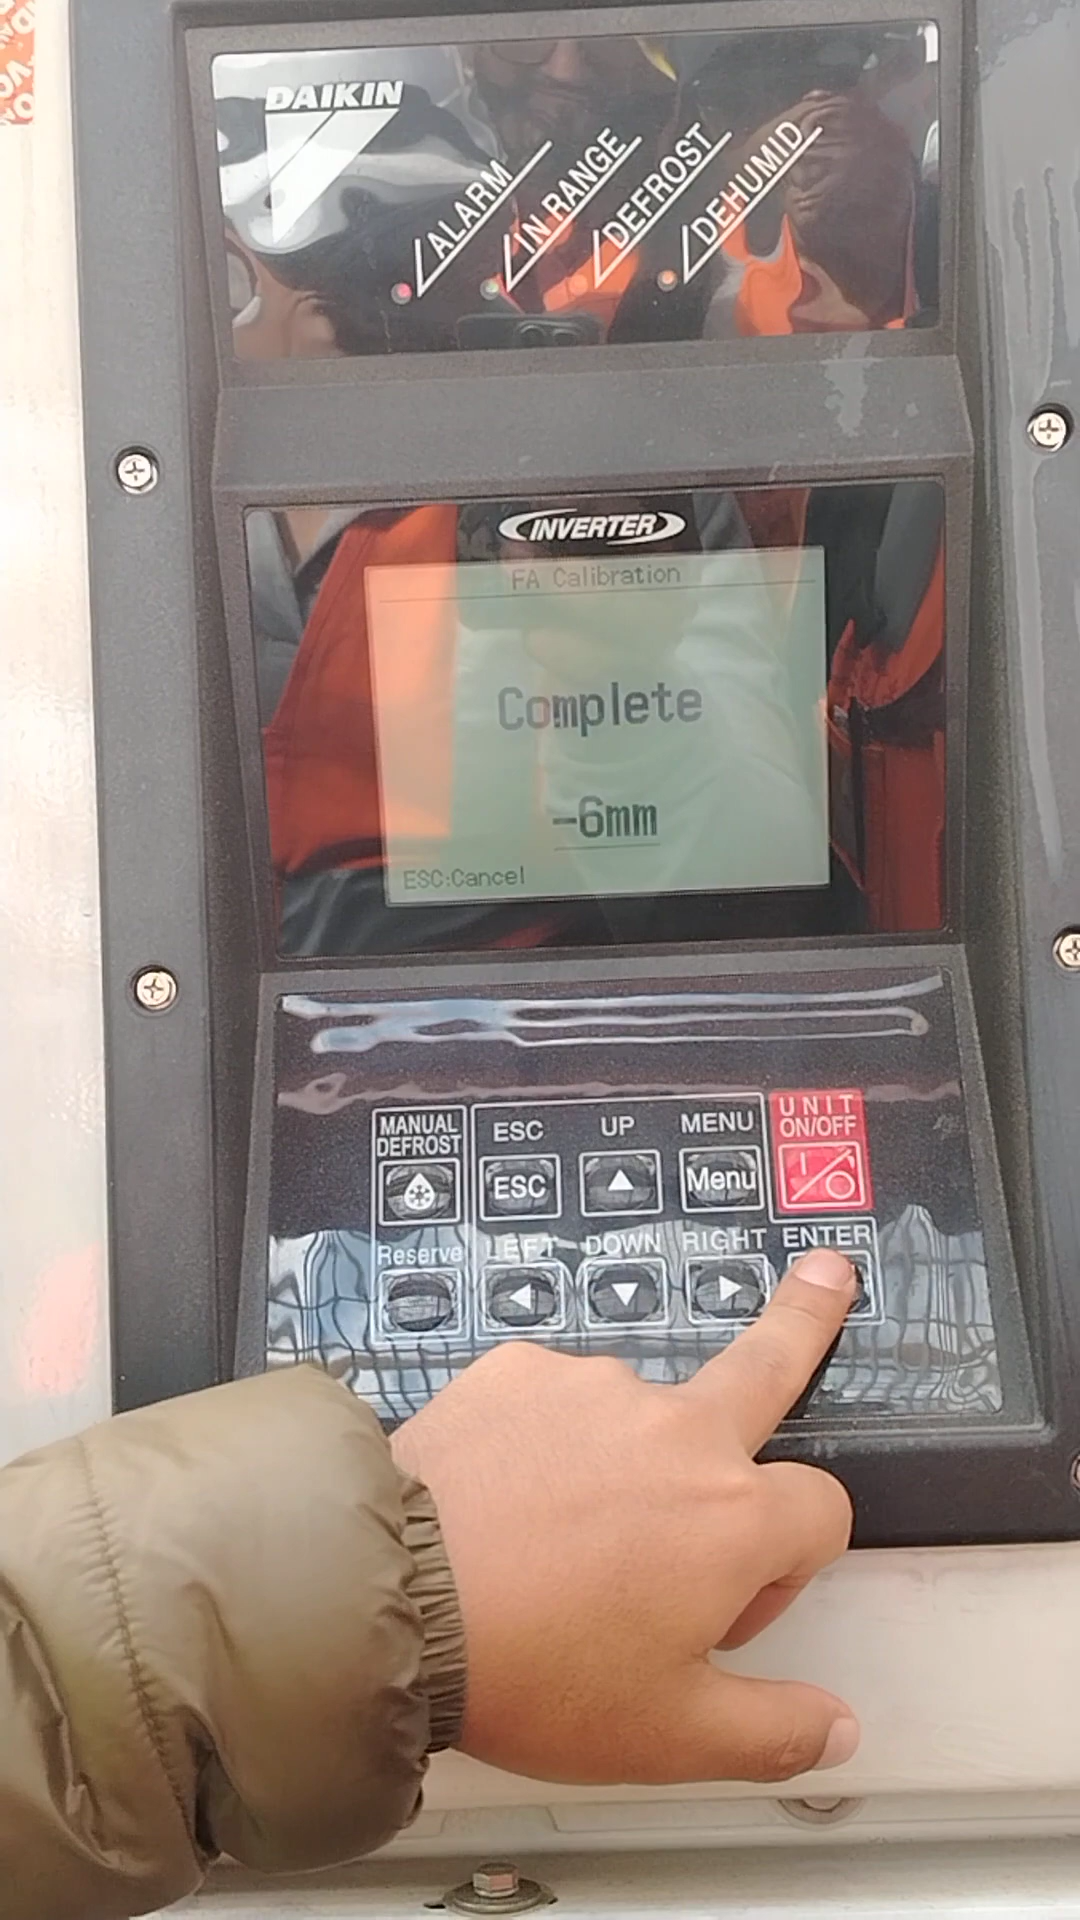 DAIKIN
ALARM
IN RANGE
DEFROST
DEHUMID
INVERTER
FA Calibration
Complete
-6mm
ESC:Cancel
MANUAL
DEFROST
ESC
UP
MENU
UNIT
ON/OFF
ESC
Menu
Reserve
LEFT
DOWN
RIGHT
ENTER